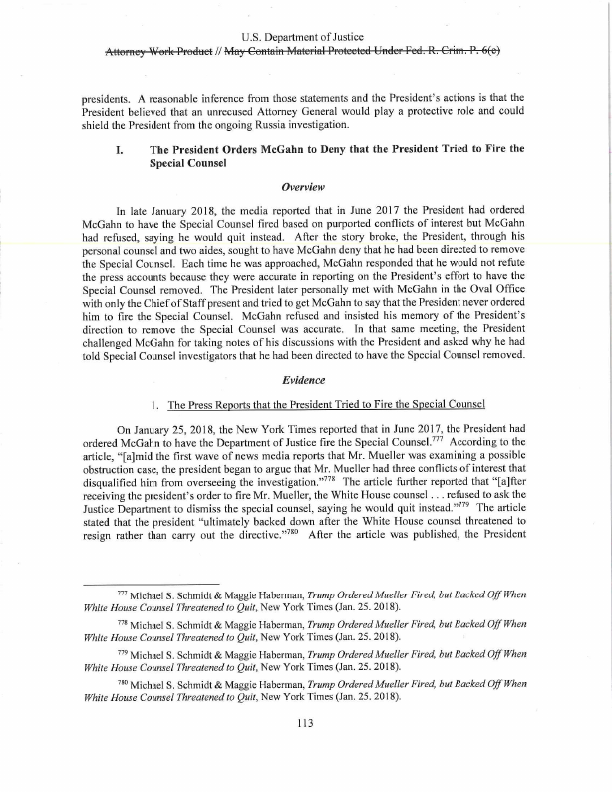 U.S. Department of Justice
Attorney Work Product // May Contain Material Protected Under Fed. R. Crim. P. 6(e)
presidents. A reasonable inference from those statements and the President's actions is that the
President believed that an unrecused Attorney General would play a protective role and could
shield the President from the ongoing Russia investigation.
I. The President Orders McGahn to Deny that the President Tried to Fire the
Special Counsel
Overview
In late January 2018, the media reported that in June 2017 the President had ordered
McGahn to have the Special Counsel fired based on purported conflicts of interest but McGahn
had refused, saying he would quit instead. After the story broke, the President, through his
personal counsel and two aides, sought to have McGahn deny that he had been directed to remove
the Special Counsel. Each time he was approached, McGahn responded that he would not refute
the press accounts because they were accurate in reporting on the President's effort to have the
Special Counsel removed. The President later personally met with McGahn in the Oval Office
with only the Chief of Staff present and tried to get McGahn to say that the President never ordered
him to fire the Special Counsel. McGahn refused and insisted his memory of the President's
direction to remove the Special Counsel was accurate. In that same meeting, the President
challenged McGahn for taking notes of his discussions with the President and asked why he had
told Special Counsel investigators that he had been directed to have the Special Counsel removed.
Evidence
1. The Press Reports that the President Tried to Fire the Special Counsel
On January 25, 2018, the New York Times reported that in June 2017, the President had
ordered McGahn to have the Department of Justice fire the Special Counsel.777 According to the
article, "[a]mid the first wave of news media reports that Mr. Mueller was examining a possible
obstruction case, the president began to argue that Mr. Mueller had three conflicts of interest that
disqualified him from overseeing the investigation."778 The article further reported that "[a]fter
receiving the president's order to fire Mr. Mueller, the White House counsel . . . refused to ask the
Justice Department to dismiss the special counsel, saying he would quit instead."779 The article
stated that the president "ultimately backed down after the White House counsel threatened to
resign rather than carry out the directive."780 After the article was published, the President
777 Michael S. Schmidt & Maggie Haberman, Trump Ordered Mueller Fired, but Backed Off When
White House Counsel Threatened to Quit, New York Times (Jan. 25. 2018).
778 Michael S. Schmidt & Maggie Haberman, Trump Ordered Mueller Fired, but Backed Off When
White House Counsel Threatened to Quit, New York Times (Jan. 25. 2018).
779 Michael S. Schmidt & Maggie Haberman, Trump Ordered Mueller Fired, but Backed Off When
White House Counsel Threatened to Quit, New York Times (Jan. 25. 2018).
780 Michael S. Schmidt & Maggie Haberman, Trump Ordered Mueller Fired, but Backed Off When
White House Counsel Threatened to Quit, New York Times (Jan. 25. 2018).
113